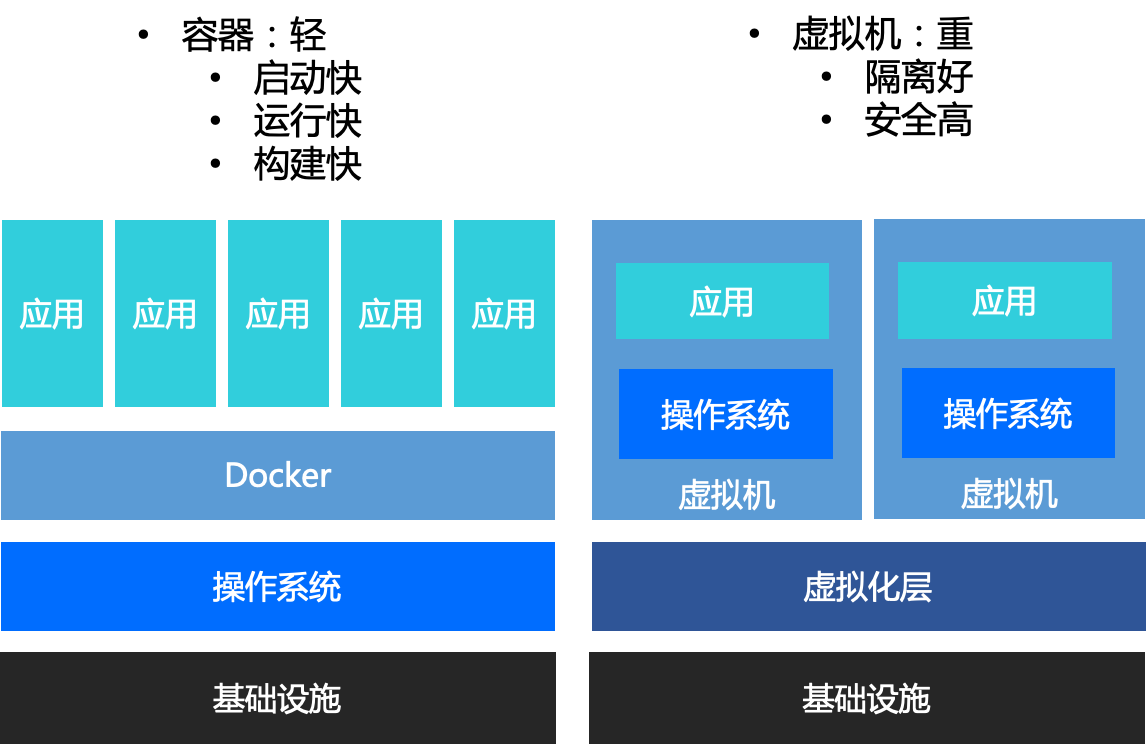 • 容器：轻
• 启动快
• 运行快
• 构建快
• 虚拟机：重
• 隔离好
• 安全高
应用 应用 应用 应用 应用
Docker
操作系统
基础设施
应用 应用
操作系统 操作系统
虚拟机 虚拟机
虚拟化层
基础设施